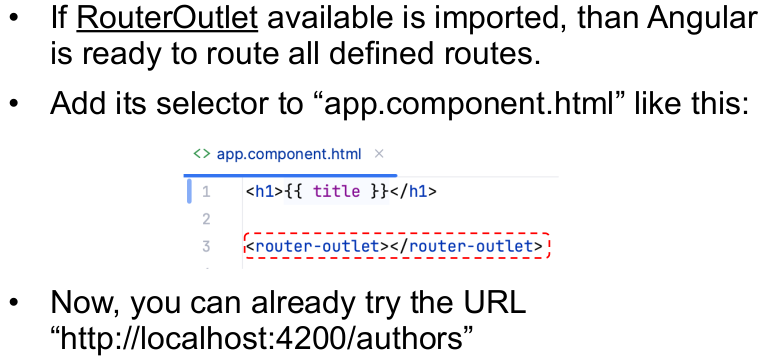 • If RouterOutlet available is imported, than Angular
is ready to route all defined routes.
• Add its selector to “app.component.html” like this:
<> app.component.html ×
1 <h1>{{ title }}</h1>
2
3 <router-outlet></router-outlet>
• Now, you can already try the URL
“http://localhost:4200/authors”